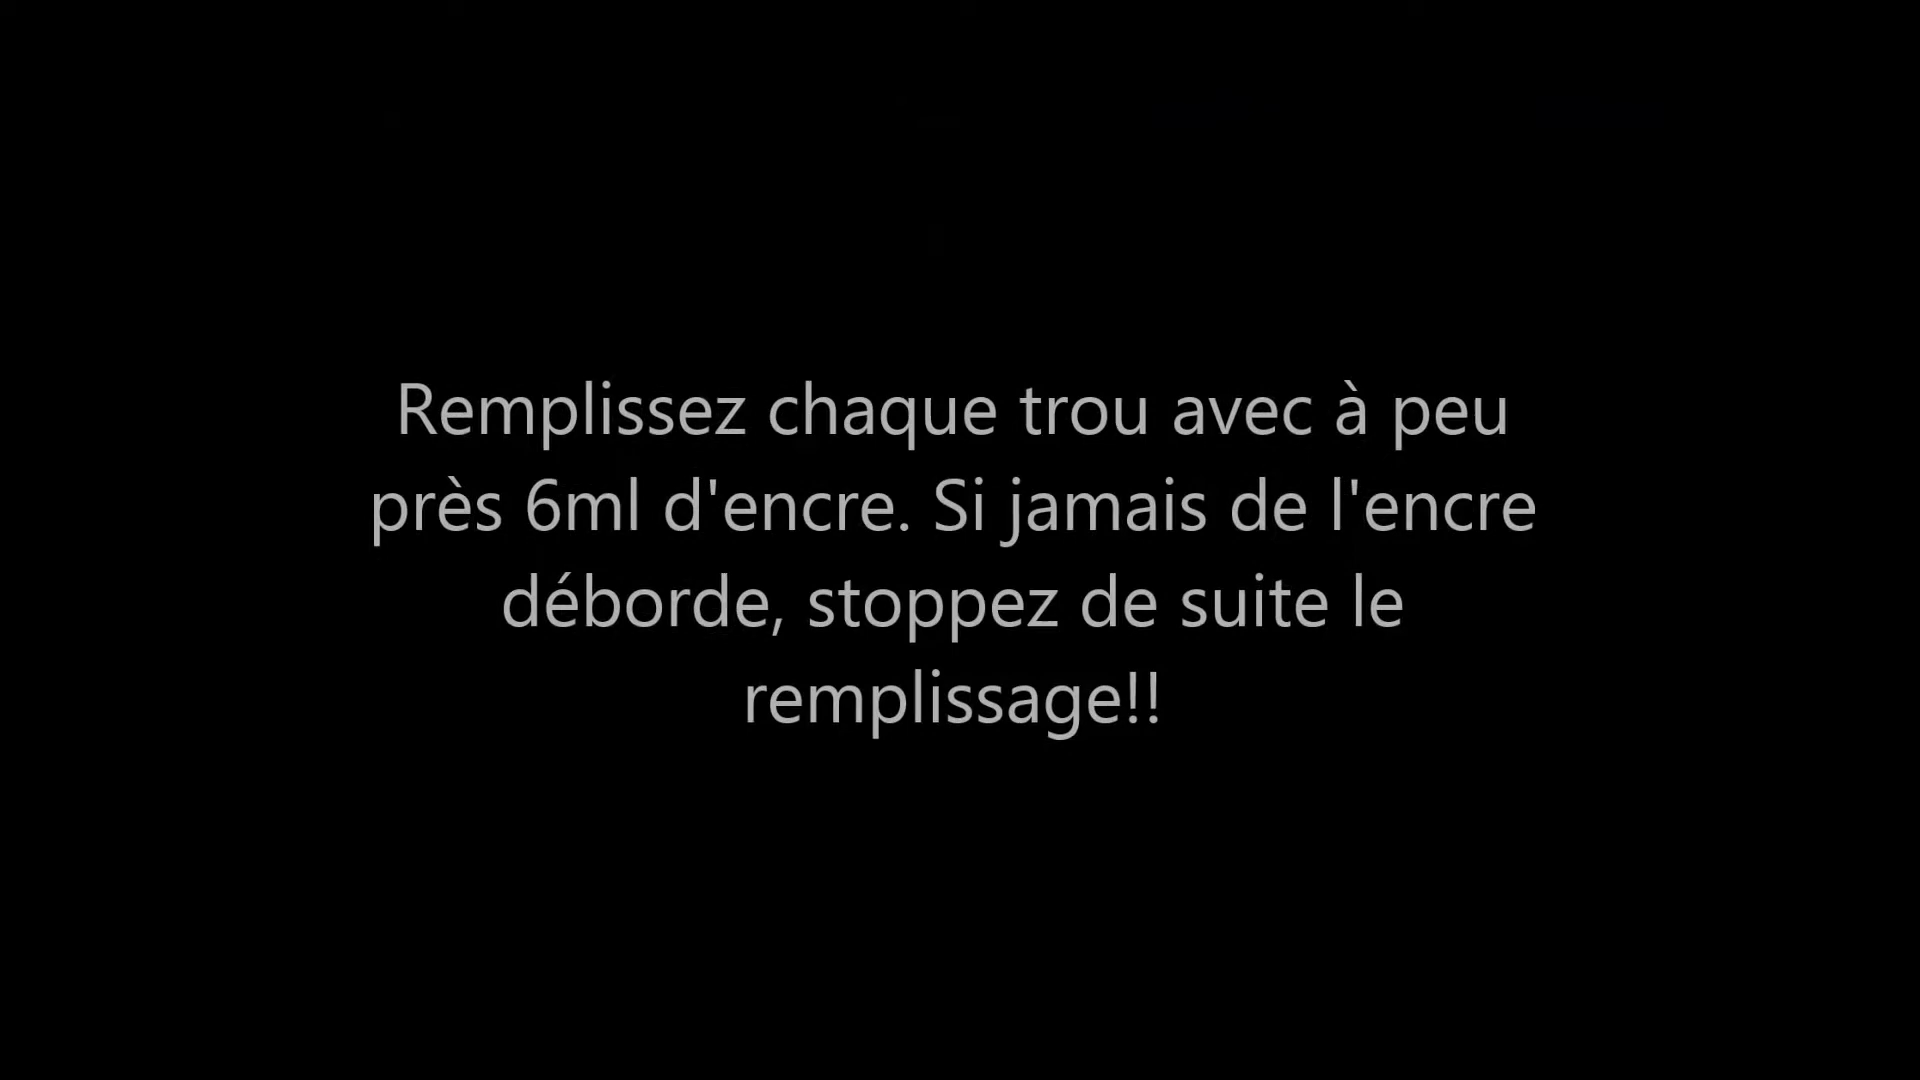 Remplissez chaque trou avec à peu
près 6ml d'encre. Si jamais de l'encre
déborde, stoppez de suite le
remplissage!!